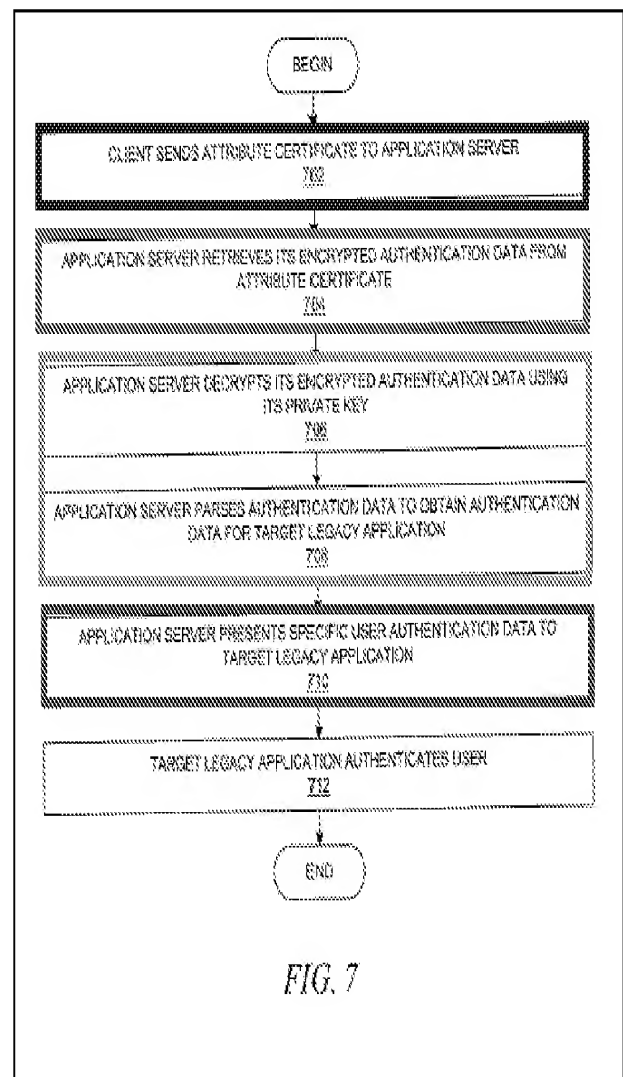 BEGIN
CLIENT SENDS ATTRIBUTE CERTIFICATE TO APPLICATION SERVER
702
APPLICATION SERVER RETRIEVES ITS ENCRYPTED AUTHENTICATION DATA FROM
ATTRIBUTE CERTIFICATE
704
APPLICATION SERVER DECRYPTS ITS ENCRYPTED AUTHENTICATION DATA USING
ITS PRIVATE KEY
706
APPLICATION SERVER PARSES AUTHENTICATION DATA TO OBTAIN AUTHENTICATION
DATA FOR TARGET LEGACY APPLICATION
708
APPLICATION SERVER PRESENTS SPECIFIC USER AUTHENTICATION DATA TO
TARGET LEGACY APPLICATION
710
TARGET LEGACY APPLICATION AUTHENTICATES USER
712
END
FIG. 7